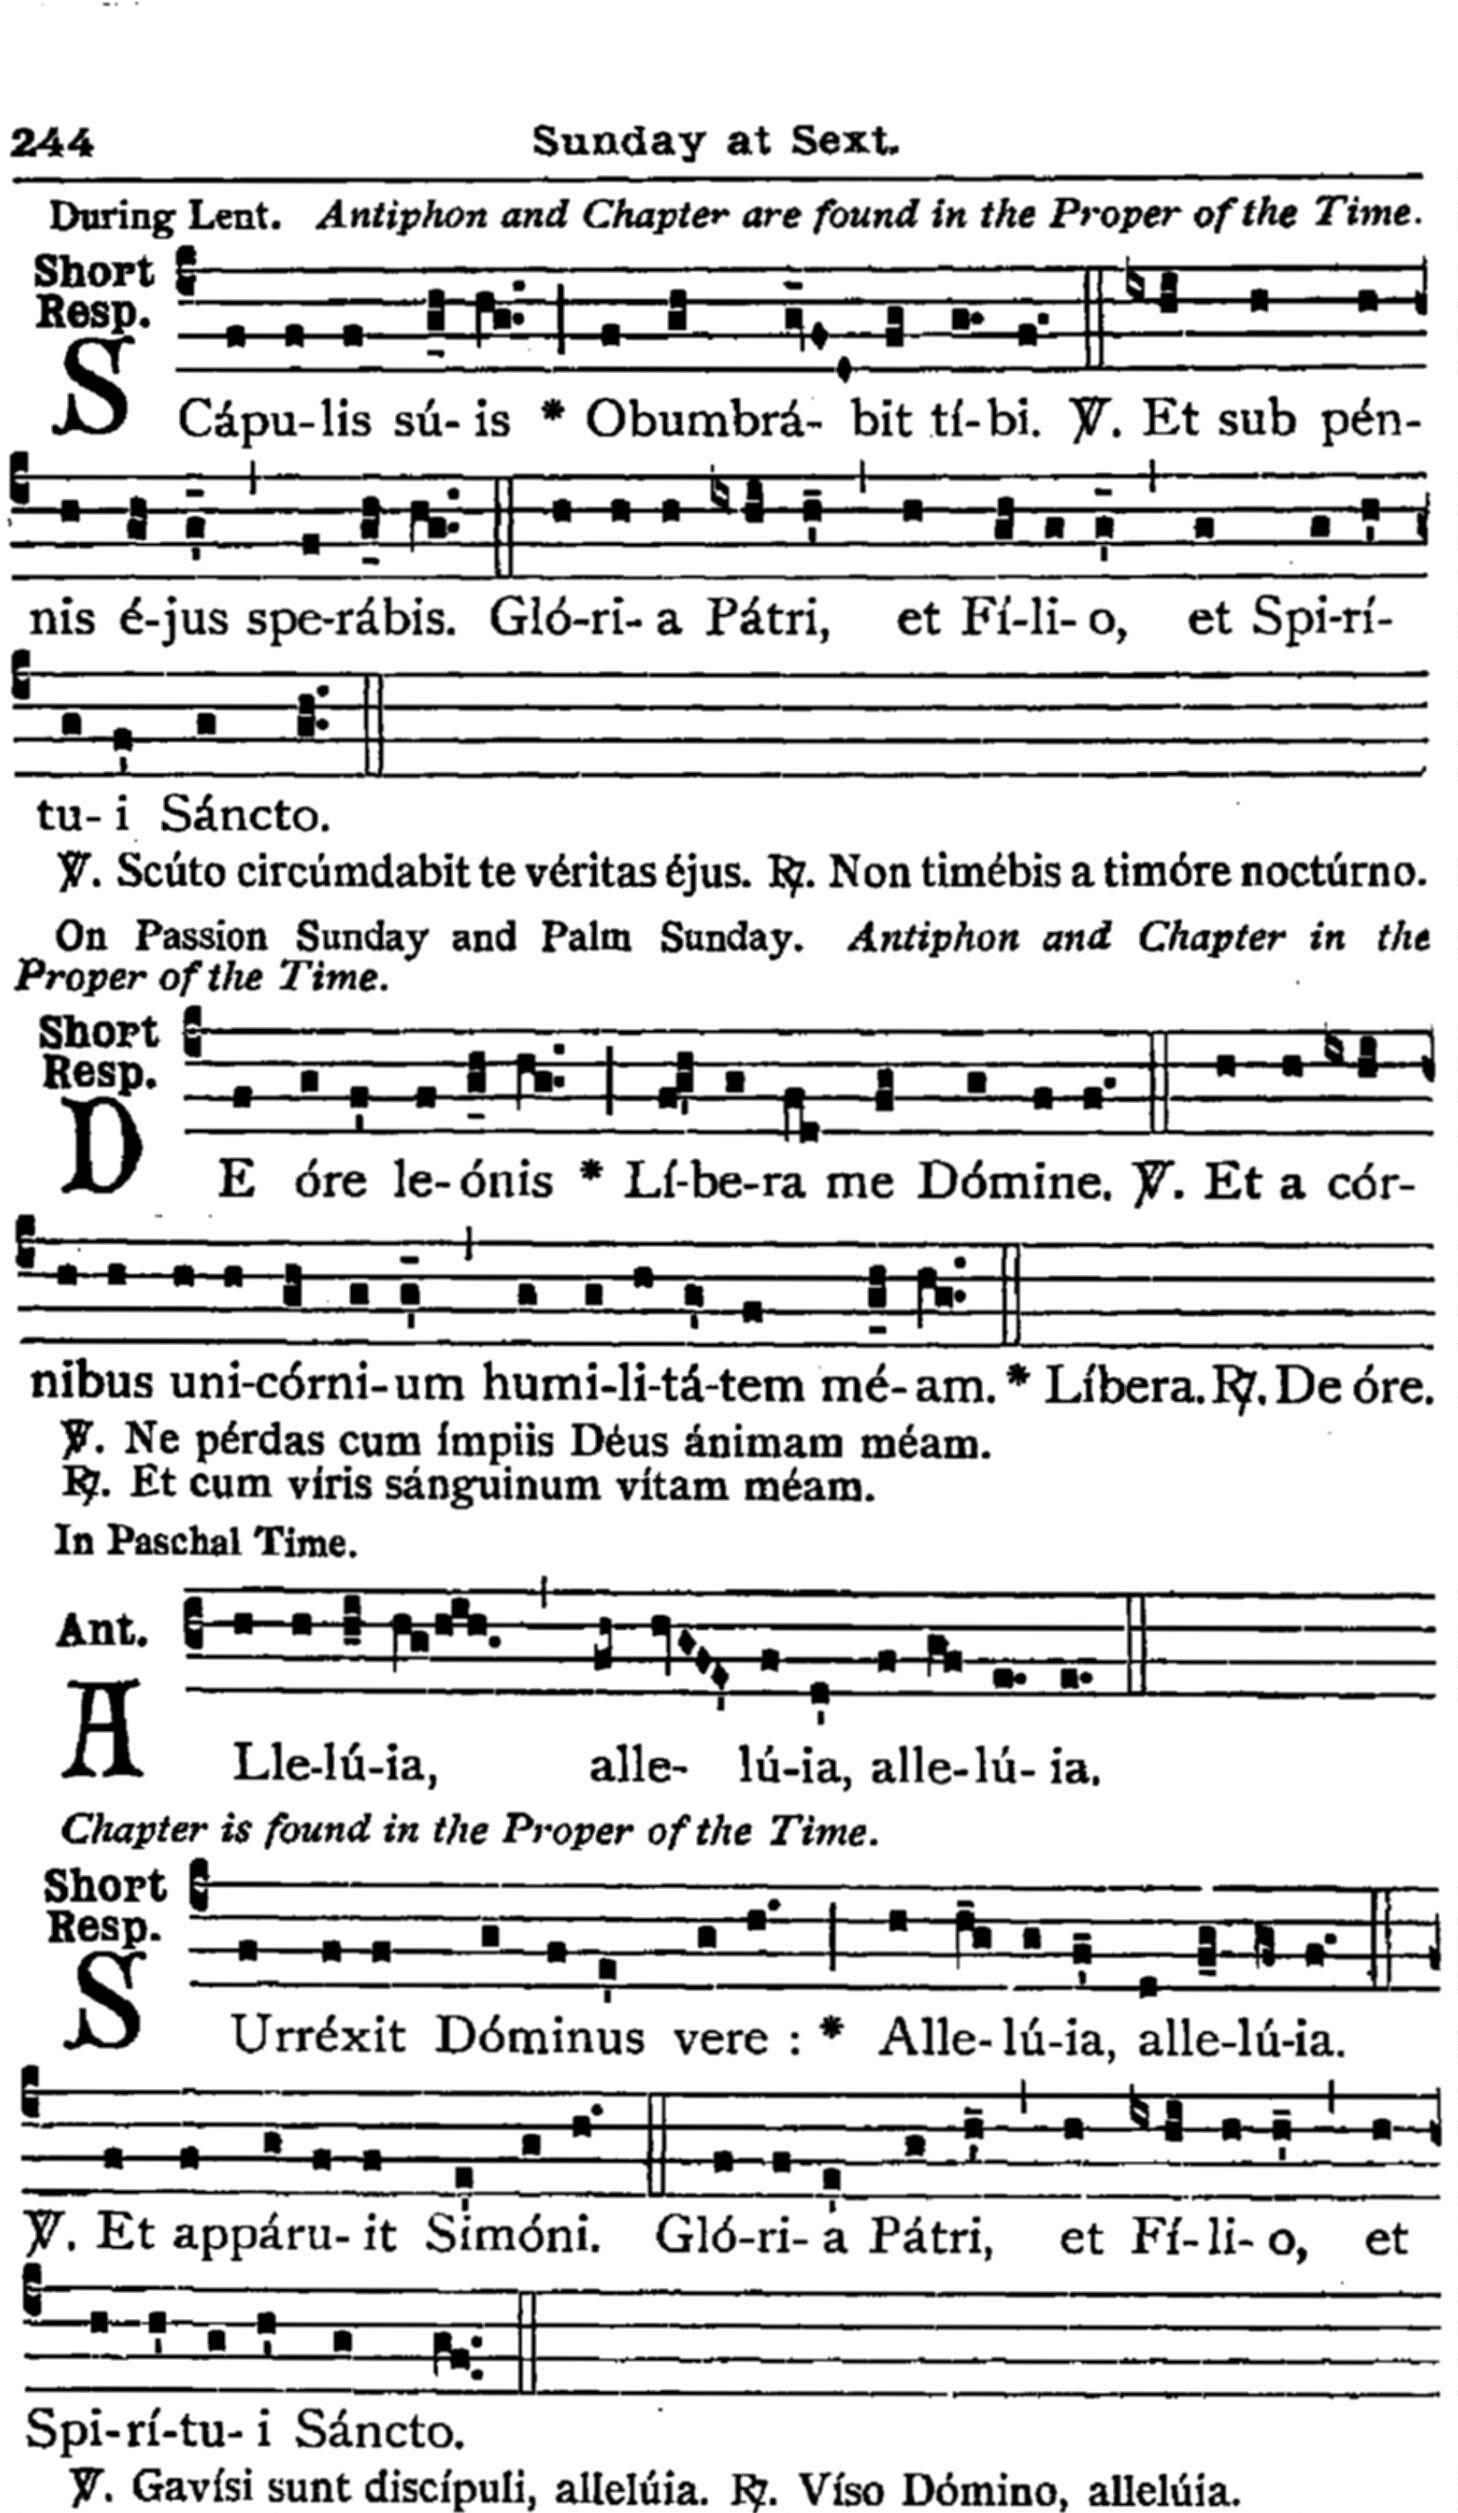 244 Sunday at Sext.
During Lent. Antiphon and Chapter are found in the Proper of the Time.
Short
Resp.
SCápu-lis sú-is * Obumbrá-bit tí-bi. ℣. Et sub pén-
nis é-jus spe-rábis. Gló-ri-a Pátri, et Fí-li-o, et Spi-rí-
tu-i Sáncto.
℣. Scúto circúmdabit te véritas éjus. ℟. Non timébis a timóre noctúrno.
On Passion Sunday and Palm Sunday. Antiphon and Chapter in the
Proper of the Time.
Short
Resp.
DE óre le-ónis * Lí-be-ra me Dómine. ℣. Et a cór-
nibus uni-córni-um humi-li-tá-tem mé-am. * Líbera. ℟. De óre.
℣. Ne pérdas cum ímpiis Déus ánimam méam.
℟. Et cum víris sánguinum vítam méam.
In Paschal Time.
Ant.
ALle-lú-ia, alle-lú-ia, alle-lú-ia.
Chapter is found in the Proper of the Time.
Short
Resp.
SUrréxit Dóminus vere : * Alle-lú-ia, alle-lú-ia.
℣. Et appáru-it Simóni. Gló-ri-a Pátri, et Fí-li-o, et
Spi-rí-tu-i Sáncto.
℣. Gavísi sunt discípuli, allelúia. ℟. Víso Dómino, allelúia.